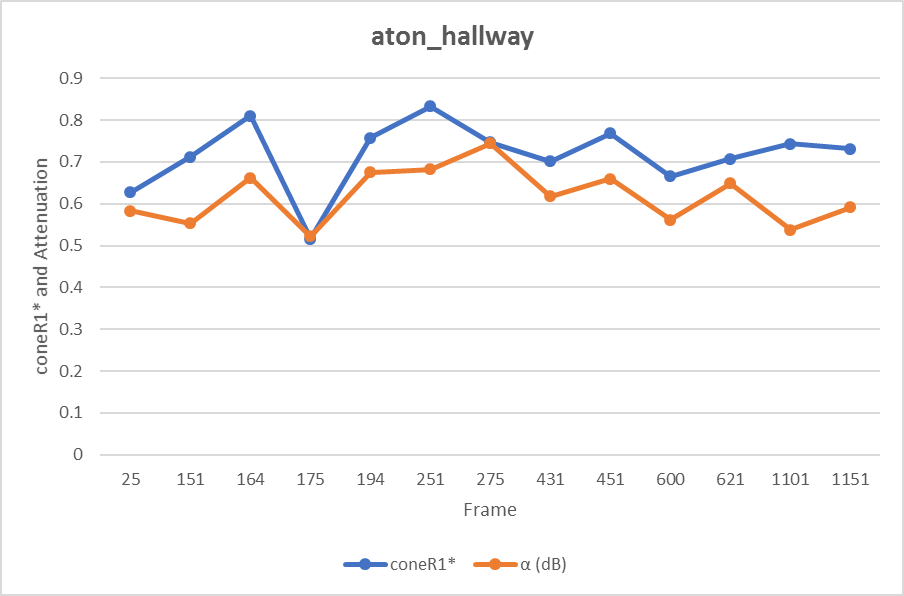 aton_hallway
0.9
0.8
0.7
0.6
0.5
0.4
0.3
0.2
0.1
0
coneR1* and Attenuation
25 151 164 175 194 251 275 431 451 600 621 1101 1151
Frame
coneR1* α (dB)